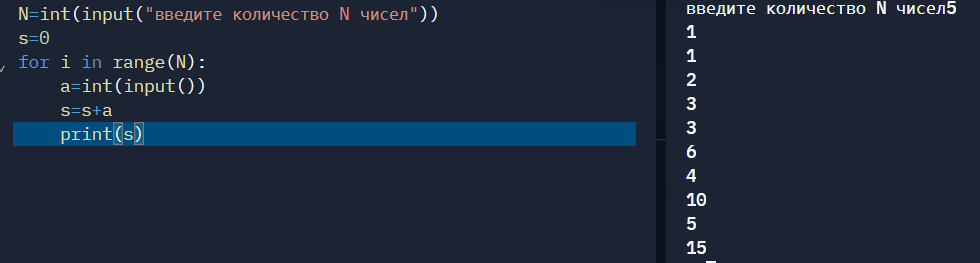 N=int(input("введите количество N чисел"))
s=0
for i in range(N):
    a=int(input())
    s=s+a
    print(s)
введите количество N чисел5
1
1
2
3
3
6
4
10
5
15